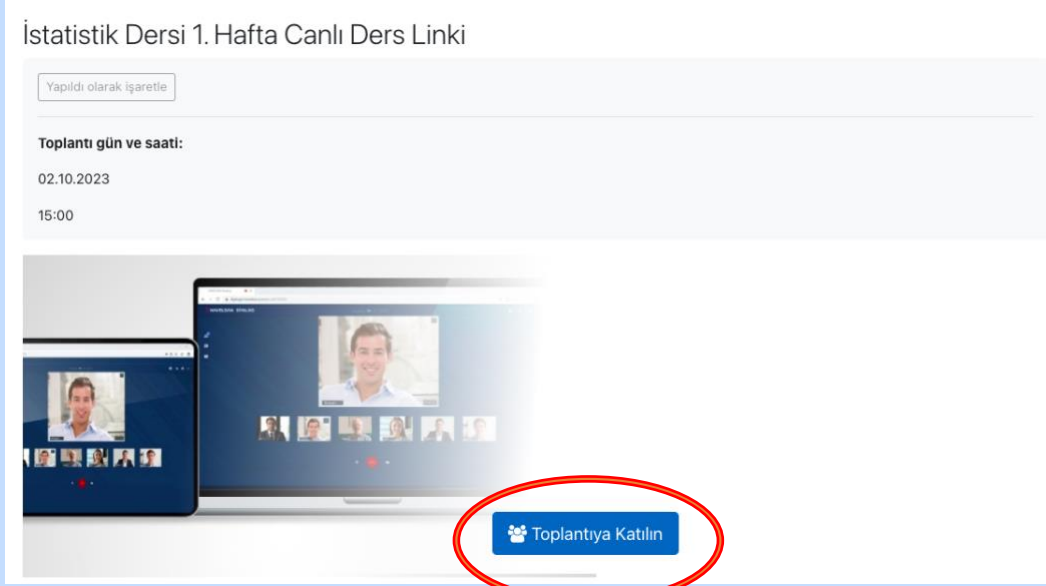 İstatistik Dersi 1. Hafta Canlı Ders Linki
Yapıldı olarak işaretle
Toplantı gün ve saati:
02.10.2023
15:00
Toplantıya Katılın